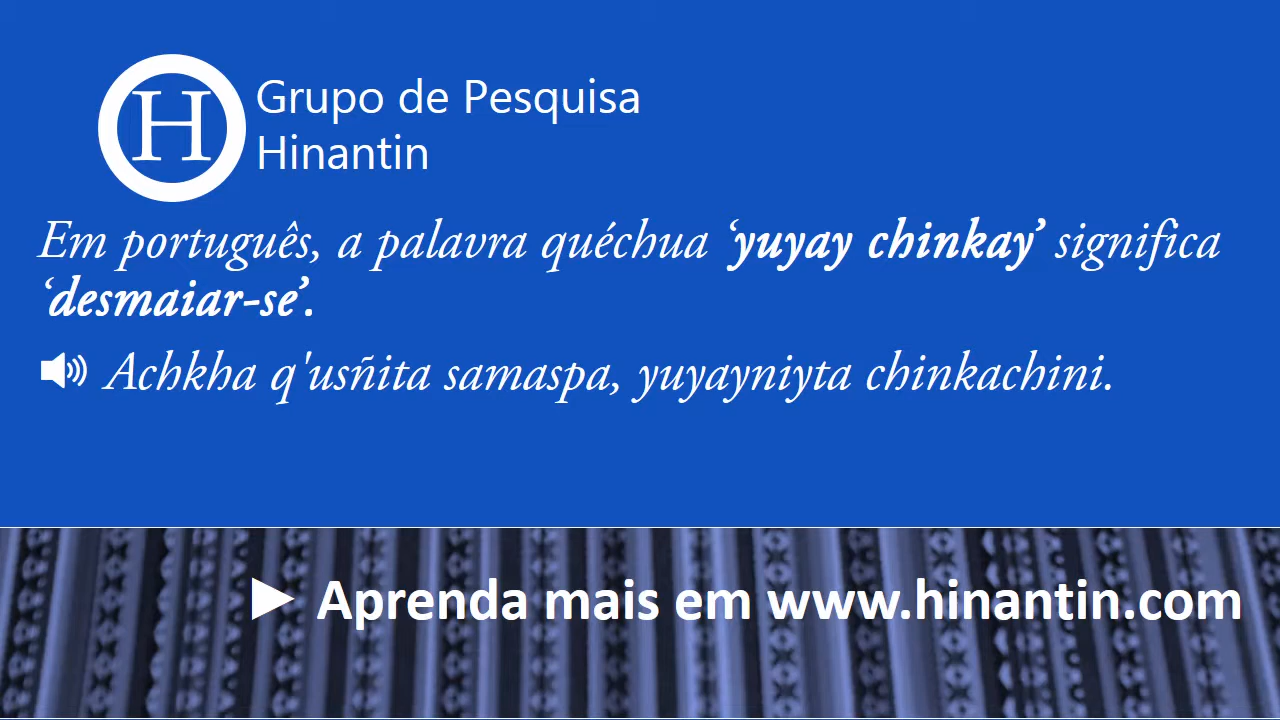 H
Grupo de Pesquisa
Hinantin
Em português, a palavra quéchua ‘yuyay chinkay’ significa
‘desmaiar-se’.
Achkha q'usñita samaspa, yuyayniyta chinkachini.
► Aprenda mais em www.hinantin.com